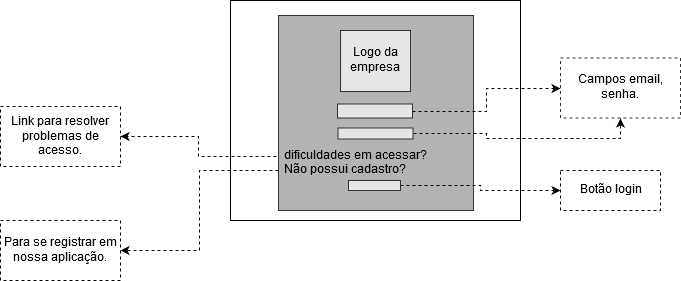 Logo da
empresa
Campos email,
senha.
Link para resolver
problemas de
acesso.
dificuldades em acessar?
Não possui cadastro?
Botão login
Para se registrar em
nossa aplicação.